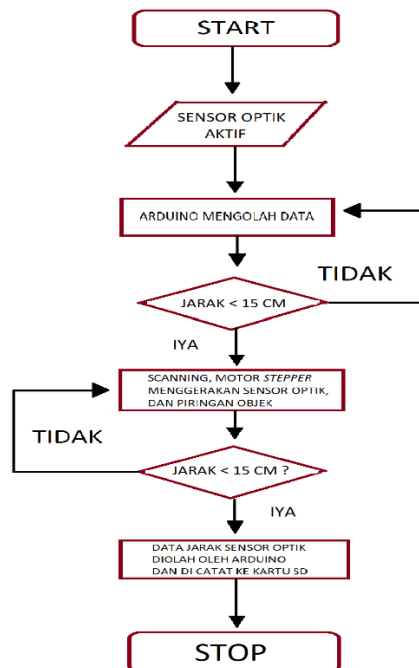 START
SENSOR OPTIK
AKTIF
ARDUINO MENGOLAH DATA
TIDAK
JARAK < 15 CM
IYA
SCANNING, MOTOR STEPPER
MENGGERAKAN SENSOR OPTIK,
DAN PIRINGAN OBJEK
TIDAK
JARAK < 15 CM ?
IYA
DATA JARAK SENSOR OPTIK
DIOLAH OLEH ARDUINO
DAN DI CATAT KE KARTU SD
STOP